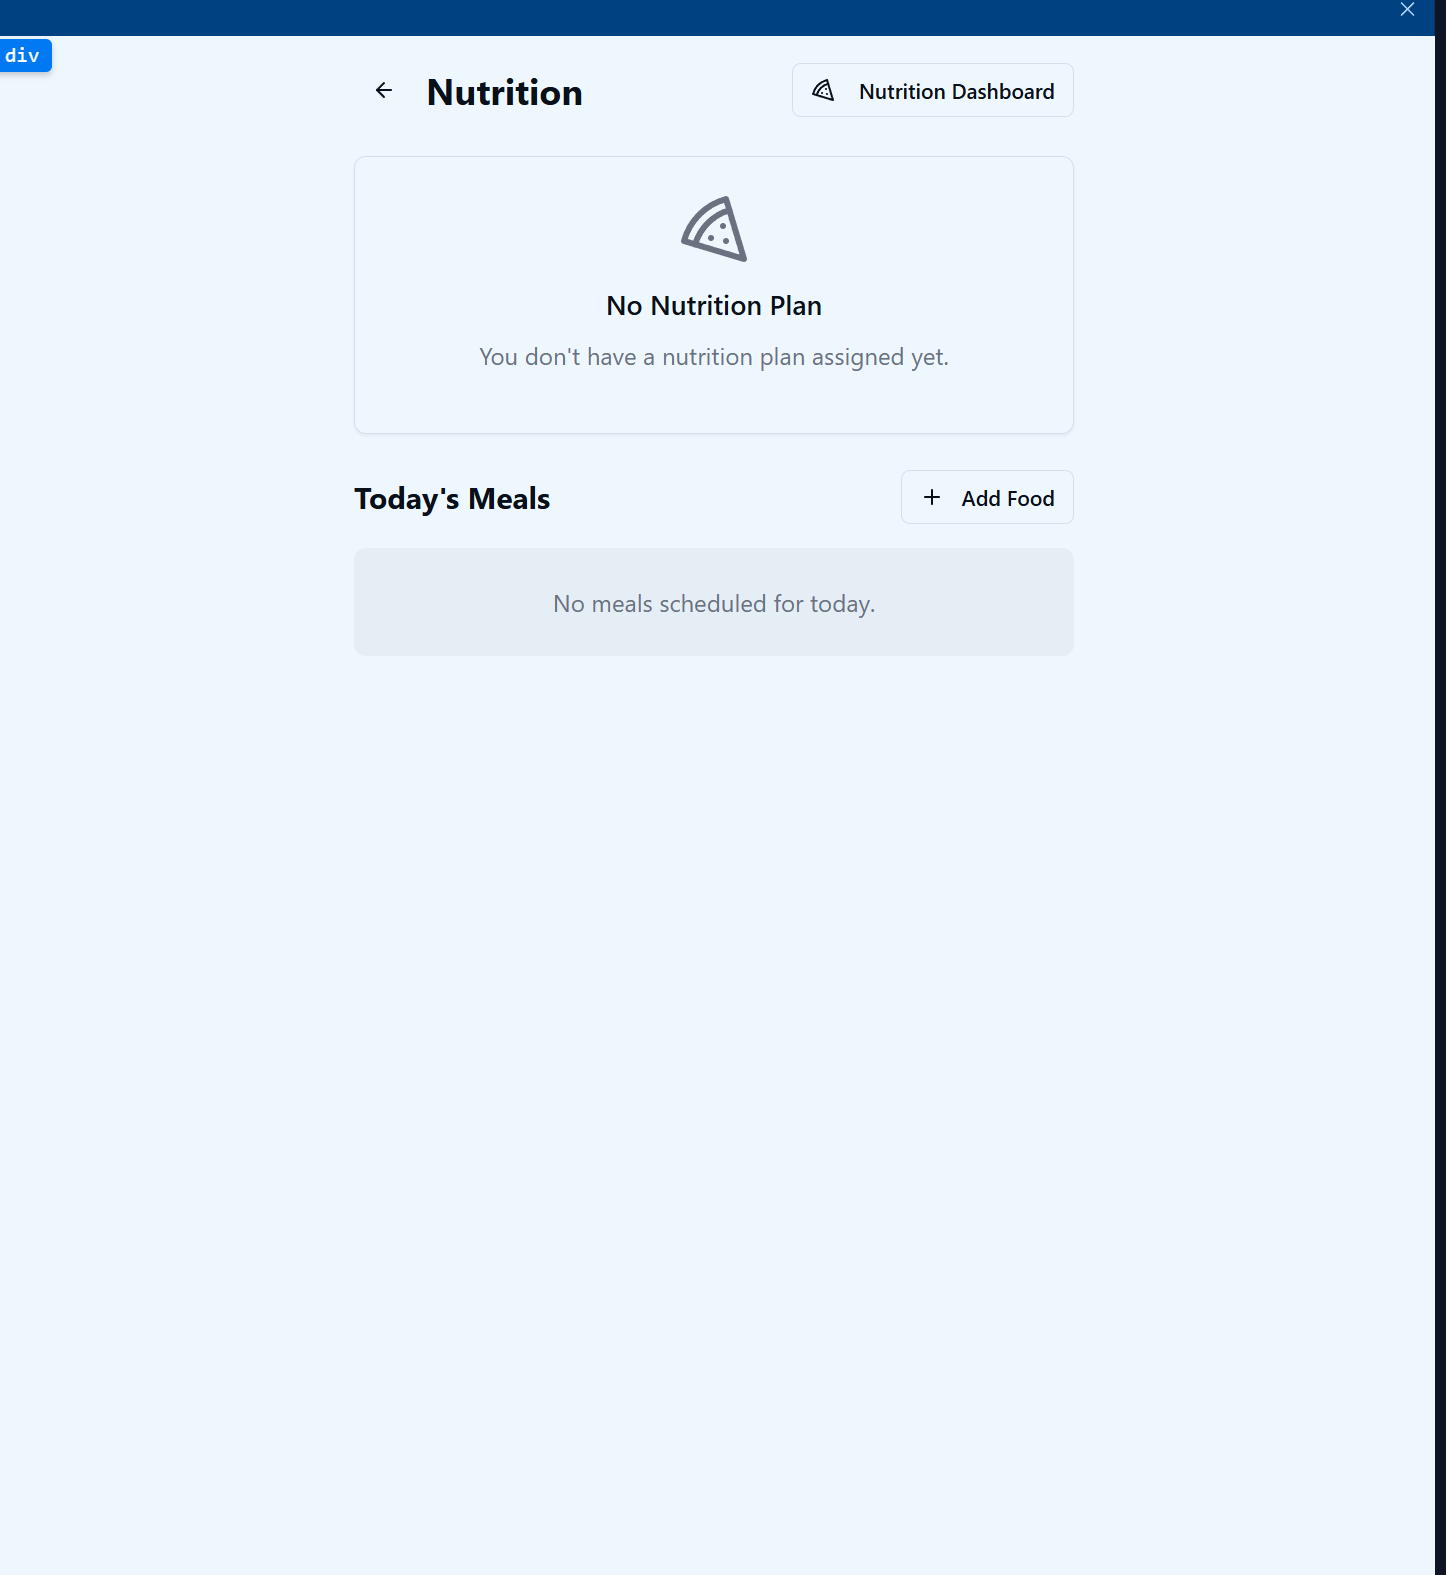 div
Nutrition
Nutrition Dashboard
No Nutrition Plan
You don't have a nutrition plan assigned yet.
Today's Meals
Add Food
No meals scheduled for today.